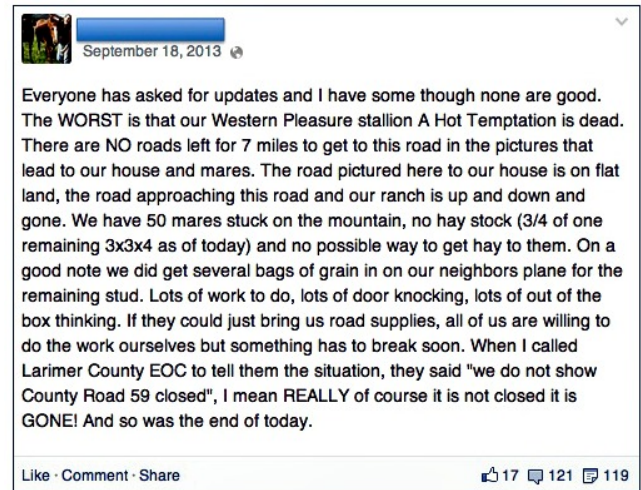 September 18, 2013
Everyone has asked for updates and I have some though none are good.
The WORST is that our Western Pleasure stallion A Hot Temptation is dead.
There are NO roads left for 7 miles to get to this road in the pictures that
lead to our house and mares. The road pictured here to our house is on flat
land, the road approaching this road and our ranch is up and down and
gone. We have 50 mares stuck on the mountain, no hay stock (3/4 of one
remaining 3x3x4 as of today) and no possible way to get hay to them. On a
good note we did get several bags of grain in on our neighbors plane for the
remaining stud. Lots of work to do, lots of door knocking, lots of out of the
box thinking. If they could just bring us road supplies, all of us are willing to
do the work ourselves but something has to break soon. When I called
Larimer County EOC to tell them the situation, they said "we do not show
County Road 59 closed", I mean REALLY of course it is not closed it is
GONE! And so was the end of today.
Like · Comment · Share 17 121 119